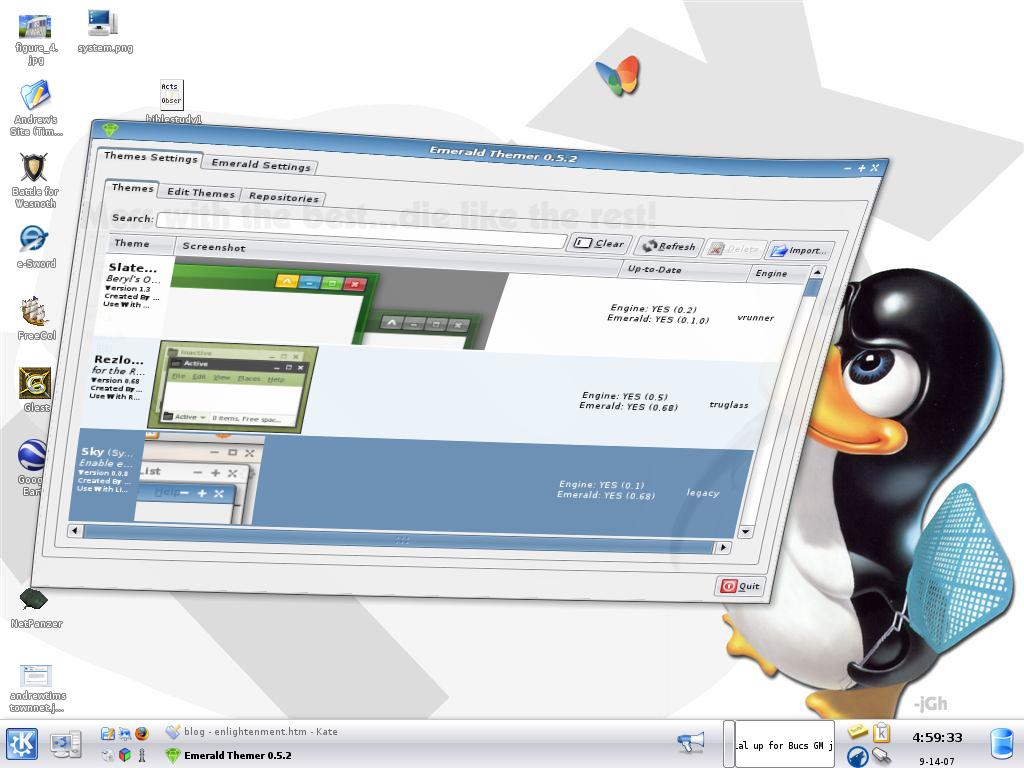 figure_4.
jpg
system.png
Andrew's
Site (Tim...
Acts
Obser
biblestudy1
Battle for
Wesnoth
e-Sword
FreeCol
Glest
Goog
Ear
NetPanzer
andrewtims
townnet.j...
Emerald Themer 0.5.2
Themes Settings
Emerald Settings
Themes
Edit Themes
Repositories
mess with the best...die like the rest!
Search:
Clear
Refresh
Delete
Import...
Theme
Screenshot
Up-to-Date
Engine
Slate...
Beryl's O...
Version 1.3
Created By ...
Use With ...
Engine: YES (0.2)
Emerald: YES (0.1.0)
vrunner
Rezlo...
for the R...
Version 0.68
Created By...
Use With R...
Inactive
Active
File Edit View Places Help
Active
0 items, Free spac...
Engine: YES (0.5)
Emerald: YES (0.68)
truglass
Sky (Sy...
Enable e...
Version 0.0.8
Created By ...
Use With Li...
List
Help
Engine: YES (0.1)
Emerald: YES (0.68)
legacy
Quit
-jGh
blog - enlightenment.htm - Kate
Emerald Themer 0.5.2
al up for Bucs GM j
4:59:33
9-14-07